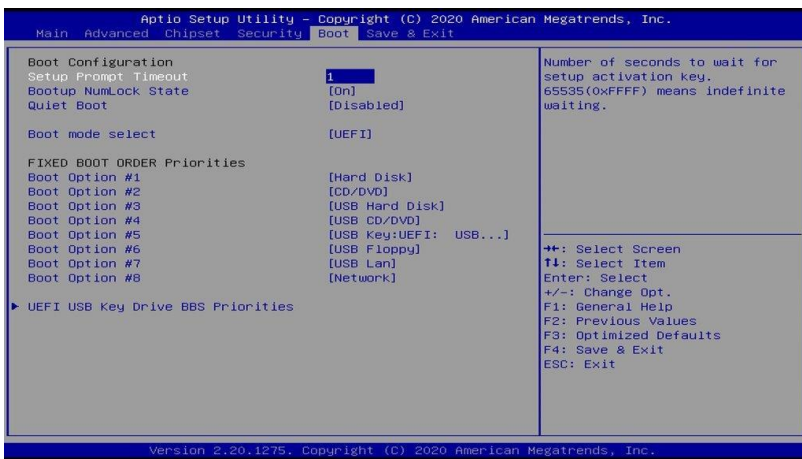 Aptio Setup Utility – Copyright (C) 2020 American Megatrends, Inc.
Main Advanced Chipset Security Boot Save & Exit
Boot Configuration
Setup Prompt Timeout 1
Bootup NumLock State [On]
Quiet Boot [Disabled]
Boot mode select [UEFI]
FIXED BOOT ORDER Priorities
Boot Option #1 [Hard Disk]
Boot Option #2 [CD/DVD]
Boot Option #3 [USB Hard Disk]
Boot Option #4 [USB CD/DVD]
Boot Option #5 [USB Key:UEFI: USB...]
Boot Option #6 [USB Floppy]
Boot Option #7 [USB Lan]
Boot Option #8 [Network]
▶ UEFI USB Key Drive BBS Priorities
Number of seconds to wait for
setup activation key.
65535(0xFFFF) means indefinite
waiting.
→←: Select Screen
↑↓: Select Item
Enter: Select
+/-: Change Opt.
F1: General Help
F2: Previous Values
F3: Optimized Defaults
F4: Save & Exit
ESC: Exit
Version 2.20.1275. Copyright (C) 2020 American Megatrends, Inc.